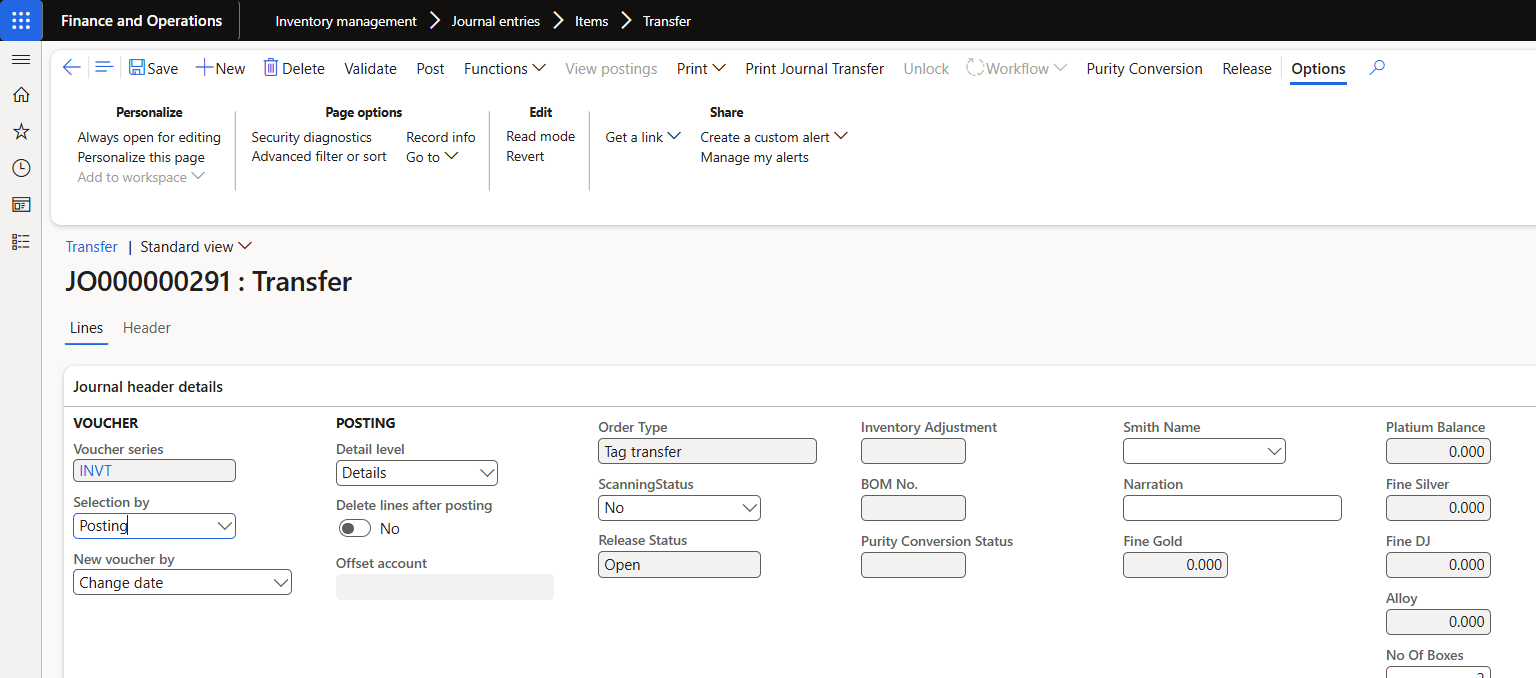 Finance and Operations
Inventory management Journal entries Items Transfer
Save New Delete Validate Post Functions View postings Print Print Journal Transfer Unlock Workflow Purity Conversion Release Options
Personalize
Always open for editing
Personalize this page
Add to workspace
Page options
Security diagnostics Record info
Advanced filter or sort Go to
Edit
Read mode
Revert
Share
Get a link Create a custom alert
Manage my alerts
Transfer | Standard view
JO000000291 : Transfer
Lines Header
Journal header details
VOUCHER
Voucher series
INVT
Selection by
Posting
New voucher by
Change date
POSTING
Detail level
Details
Delete lines after posting
No
Offset account
Order Type
Tag transfer
ScanningStatus
No
Release Status
Open
Inventory Adjustment
BOM No.
Purity Conversion Status
Smith Name
Narration
Fine Gold
0.000
Platium Balance
0.000
Fine Silver
0.000
Fine DJ
0.000
Alloy
0.000
No Of Boxes